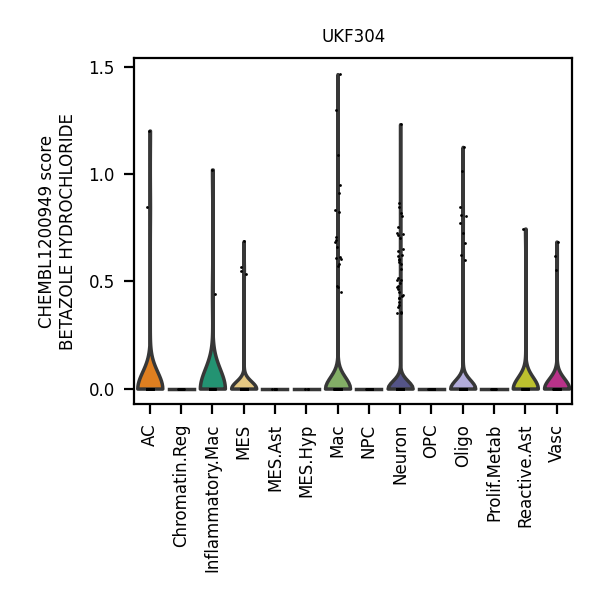 UKF304
CHEMBL1200949 score
BETAZOLE HYDROCHLORIDE
1.5
1.0
0.5
0.0
AC
Chromatin.Reg
Inflammatory.Mac
MES
MES.Ast
MES.Hyp
Mac
NPC
Neuron
OPC
Oligo
Prolif.Metab
Reactive.Ast
Vasc